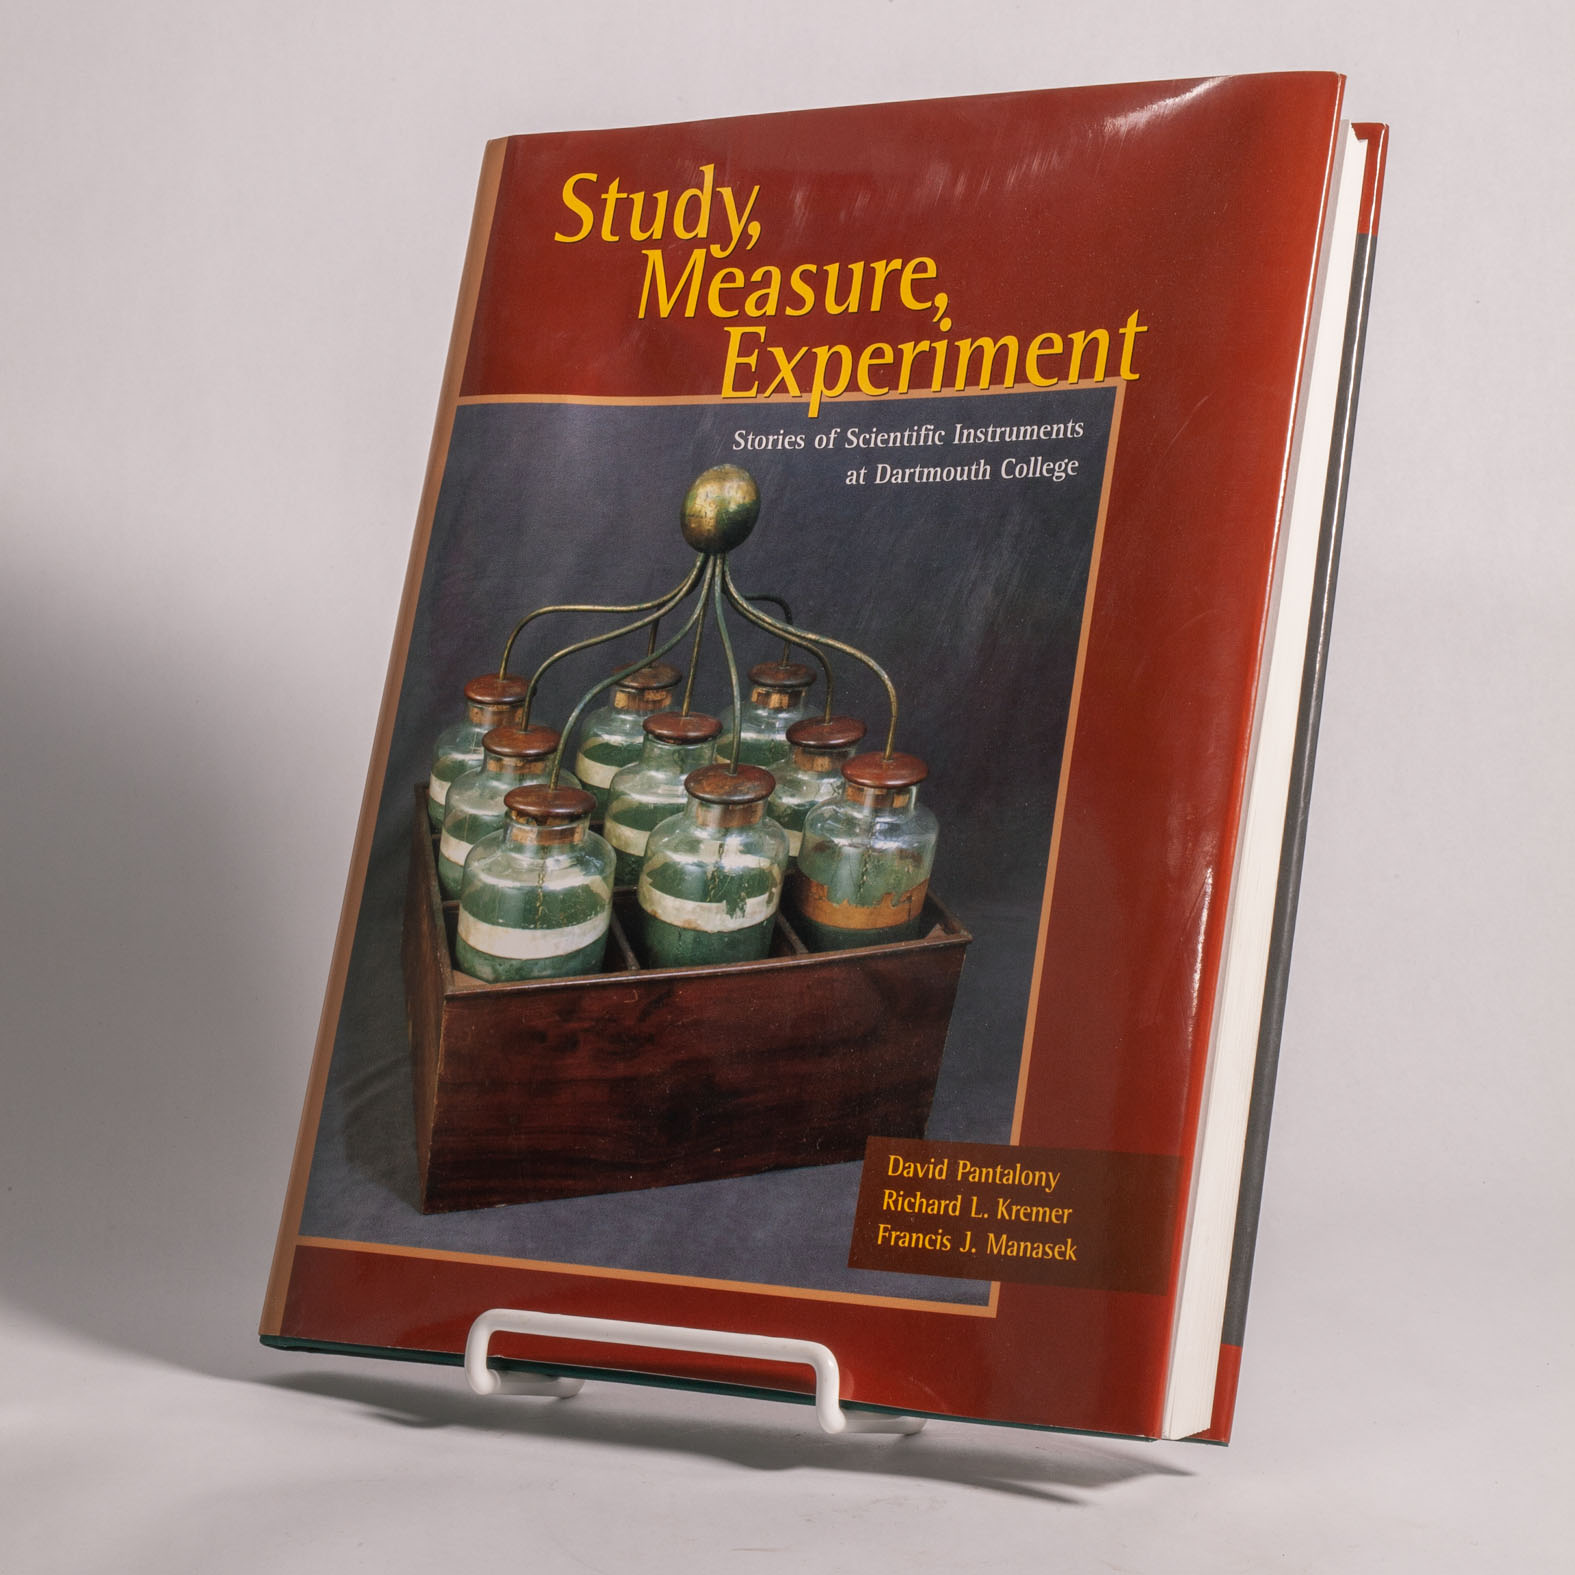 Study,
Measure,
Experiment
Stories of Scientific Instruments
at Dartmouth College
David Pantalony
Richard L. Kremer
Francis J. Manasek